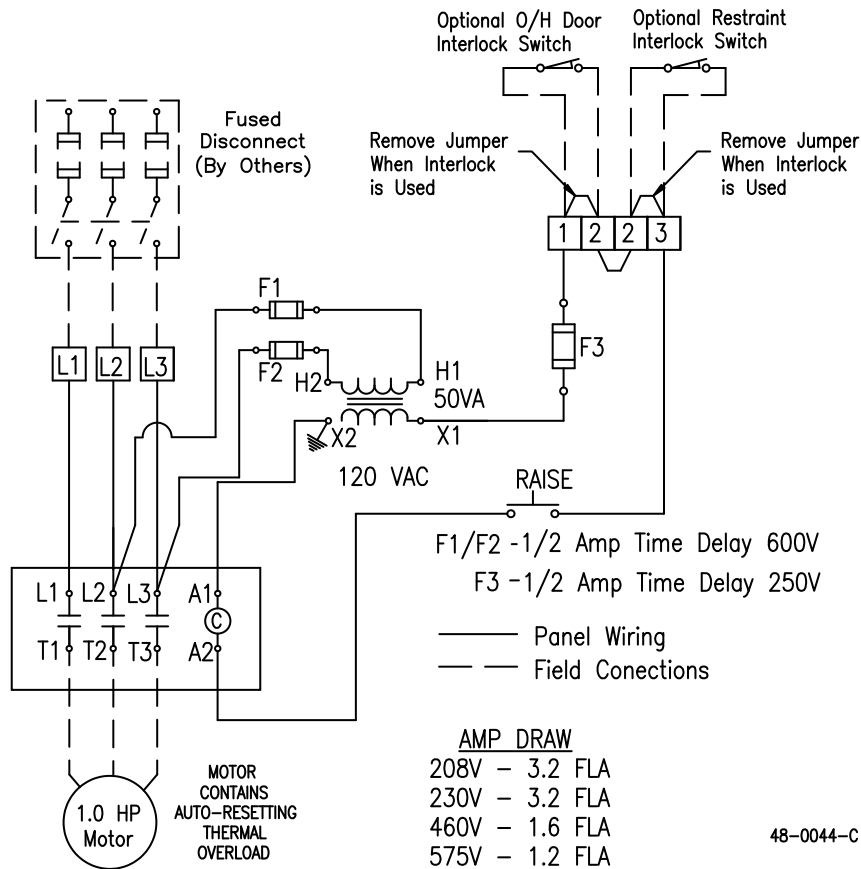 Optional O/H Door
Interlock Switch
Optional Restraint
Interlock Switch
Fused
Disconnect
(By Others)
Remove Jumper
When Interlock
is Used
Remove Jumper
When Interlock
is Used
1 2 2 3
F1
F2
F3
L1 L2 L3
H2
H1
50VA
X2
X1
120 VAC
RAISE
F1/F2 -1/2 Amp Time Delay 600V
F3 -1/2 Amp Time Delay 250V
L1 L2 L3 A1
C
T1 T2 T3 A2
Panel Wiring
Field Conections
1.0 HP
Motor
MOTOR
CONTAINS
AUTO-RESETTING
THERMAL
OVERLOAD
AMP DRAW
208V - 3.2 FLA
230V - 3.2 FLA
460V - 1.6 FLA
575V - 1.2 FLA
48-0044-C